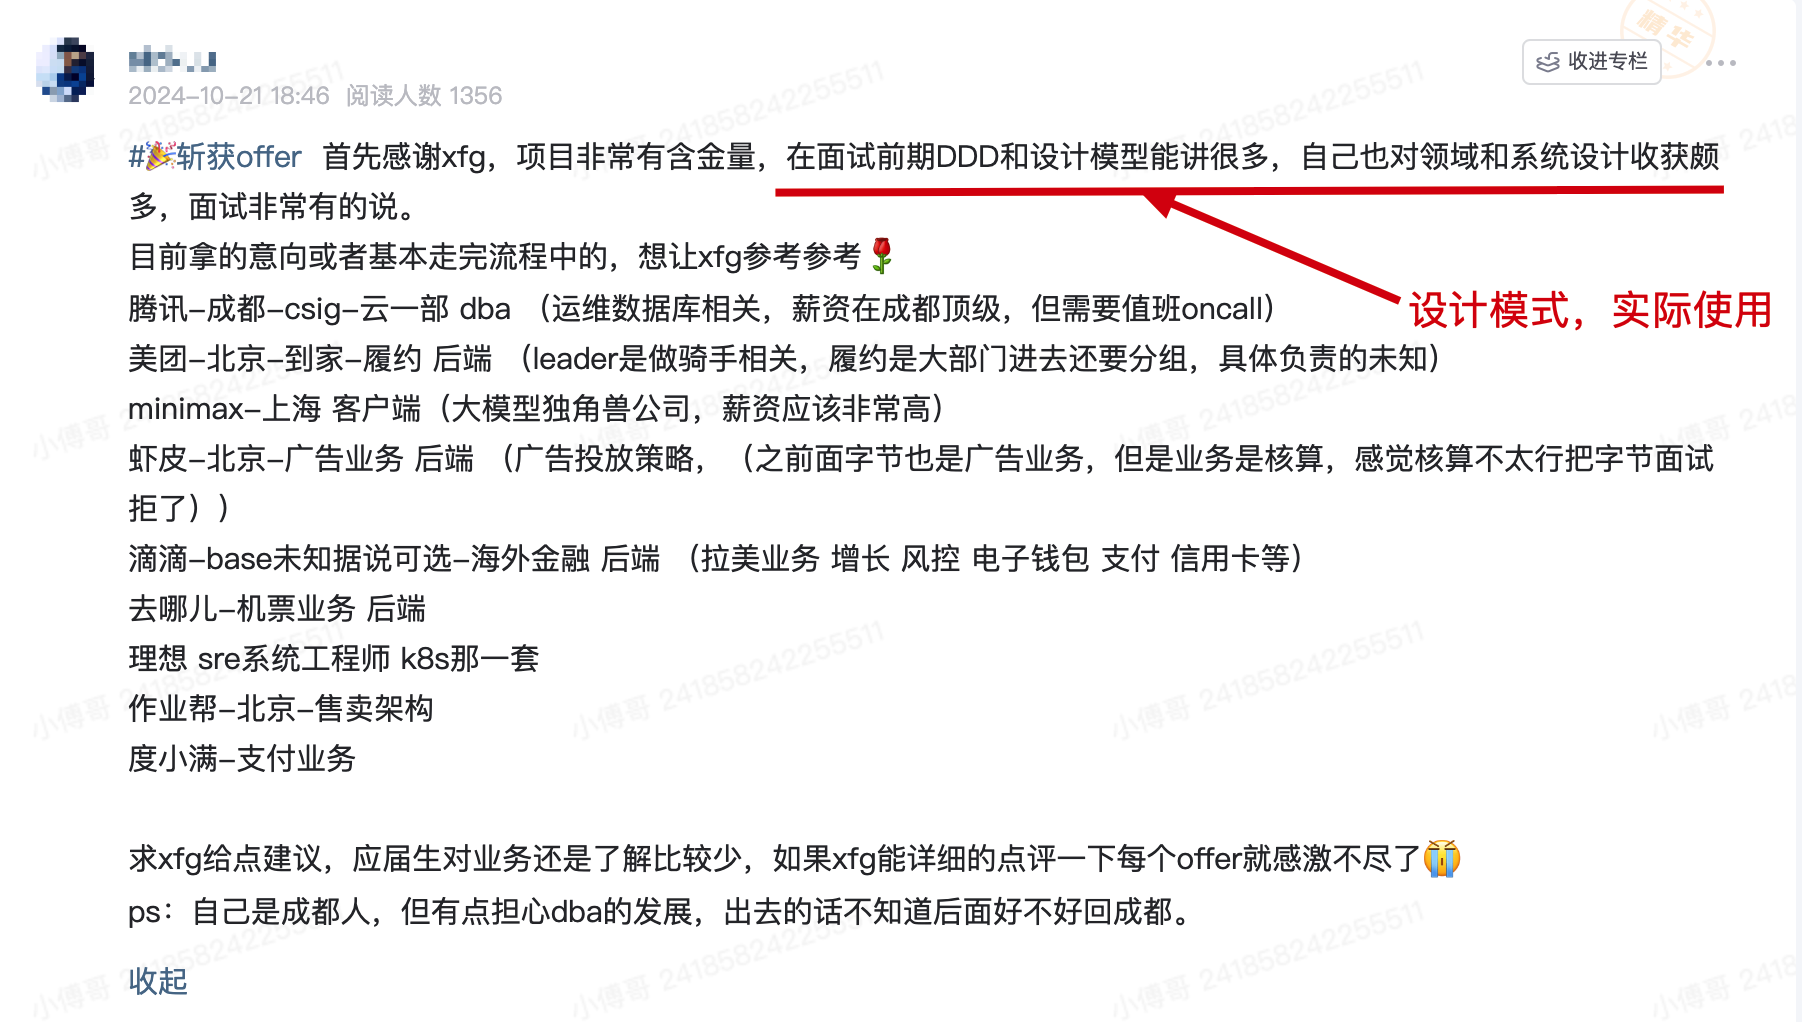 2024-10-21 18:46 阅读人数 1356
收进专栏
精华
#🎉斩获offer 首先感谢xfg，项目非常有含金量，在面试前期DDD和设计模型能讲很多，自己也对领域和系统设计收获颇
多，面试非常有的说。
目前拿的意向或者基本走完流程中的，想让xfg参考参考🌹
腾讯-成都-csig-云一部 dba （运维数据库相关，薪资在成都顶级，但需要值班oncall）
设计模式，实际使用
美团-北京-到家-履约 后端 （leader是做骑手相关，履约是大部门进去还要分组，具体负责的未知）
minimax-上海 客户端（大模型独角兽公司，薪资应该非常高）
虾皮-北京-广告业务 后端 （广告投放策略，（之前面字节也是广告业务，但是业务是核算，感觉核算不太行把字节面试
拒了））
滴滴-base未知据说可选-海外金融 后端 （拉美业务 增长 风控 电子钱包 支付 信用卡等）
去哪儿-机票业务 后端
理想 sre系统工程师 k8s那一套
作业帮-北京-售卖架构
度小满-支付业务
求xfg给点建议，应届生对业务还是了解比较少，如果xfg能详细的点评一下每个offer就感激不尽了😭
ps：自己是成都人，但有点担心dba的发展，出去的话不知道后面好不好回成都。
收起
小傅哥 241858242255511